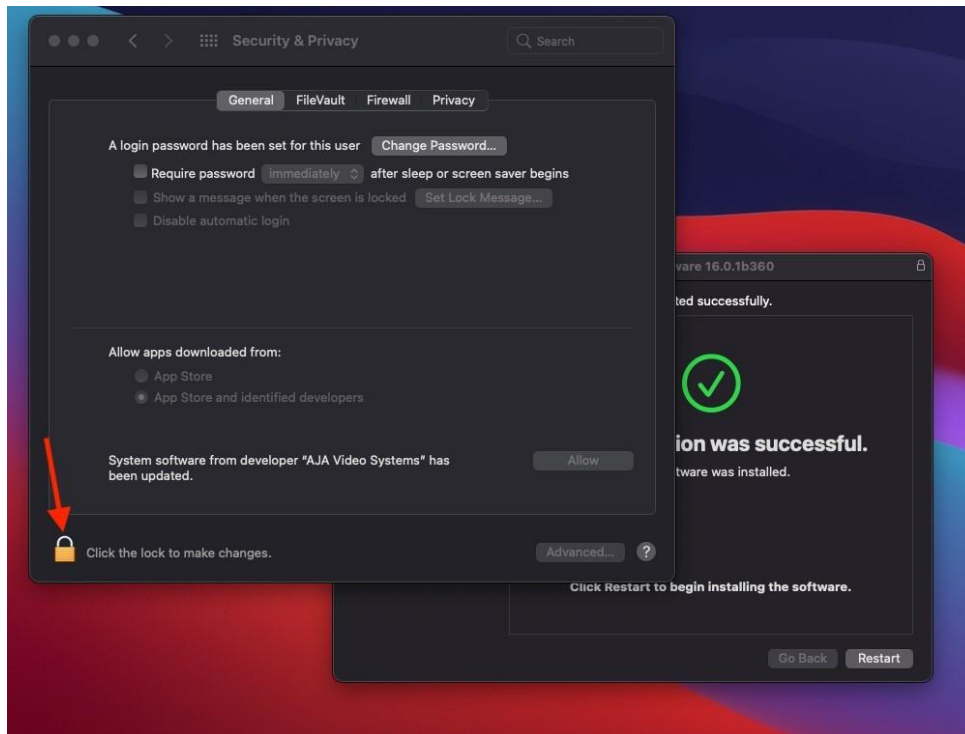 Security & Privacy
Search
General FileVault Firewall Privacy
A login password has been set for this user Change Password...
Require password immediately after sleep or screen saver begins
Show a message when the screen is locked Set Lock Message...
Disable automatic login
Allow apps downloaded from:
App Store
App Store and identified developers
System software from developer “AJA Video Systems” has
been updated.
Allow
Click the lock to make changes.
Advanced... ?
ware 16.0.1b360
ted successfully.
ion was successful.
tware was installed.
Click Restart to begin installing the software.
Go Back Restart